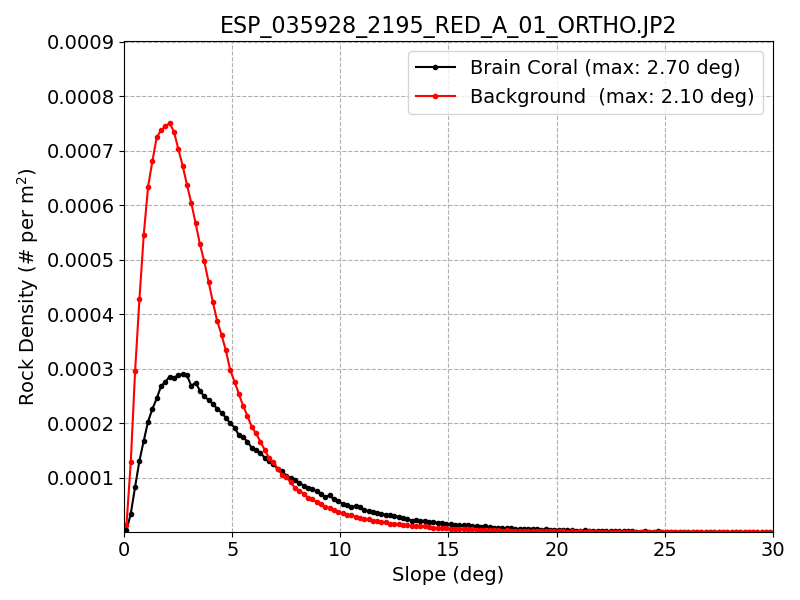 ESP_035928_2195_RED_A_01_ORTHO.JP2
Brain Coral (max: 2.70 deg)
Background (max: 2.10 deg)
Rock Density (# per m²)
0.0009
0.0008
0.0007
0.0006
0.0005
0.0004
0.0003
0.0002
0.0001
0 5 10 15 20 25 30
Slope (deg)